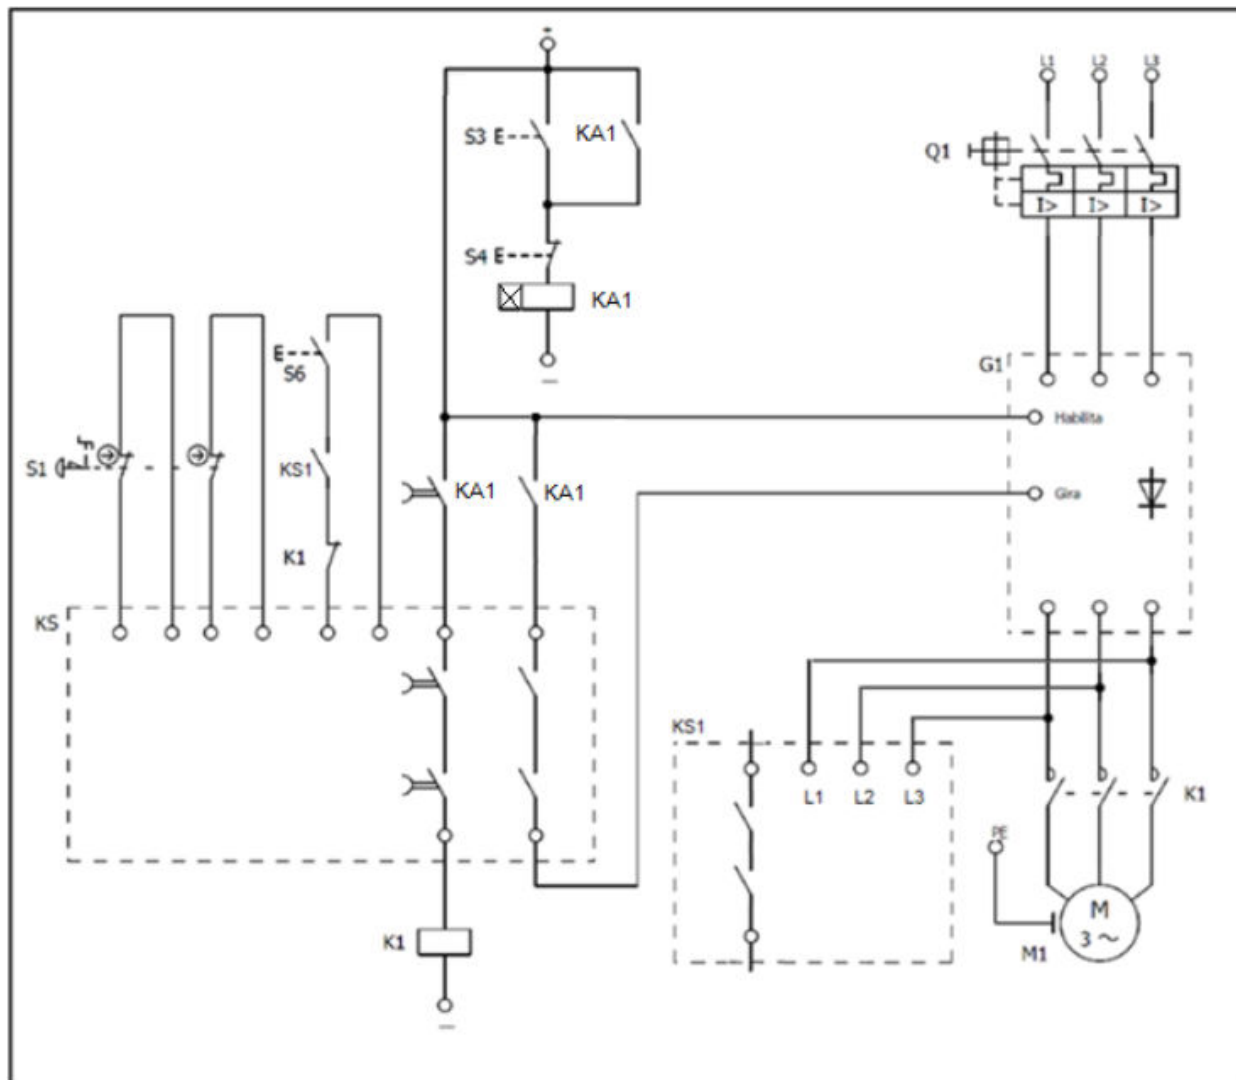 +
L1 L2 L3
S3 KA1
Q1
I> I> I>
S4
KA1
G1
S6
Habilita
S1
KS1
KA1 KA1
Gira
K1
KS
KS1
L1 L2 L3
K1
PE
M
3 ~
K1
M1